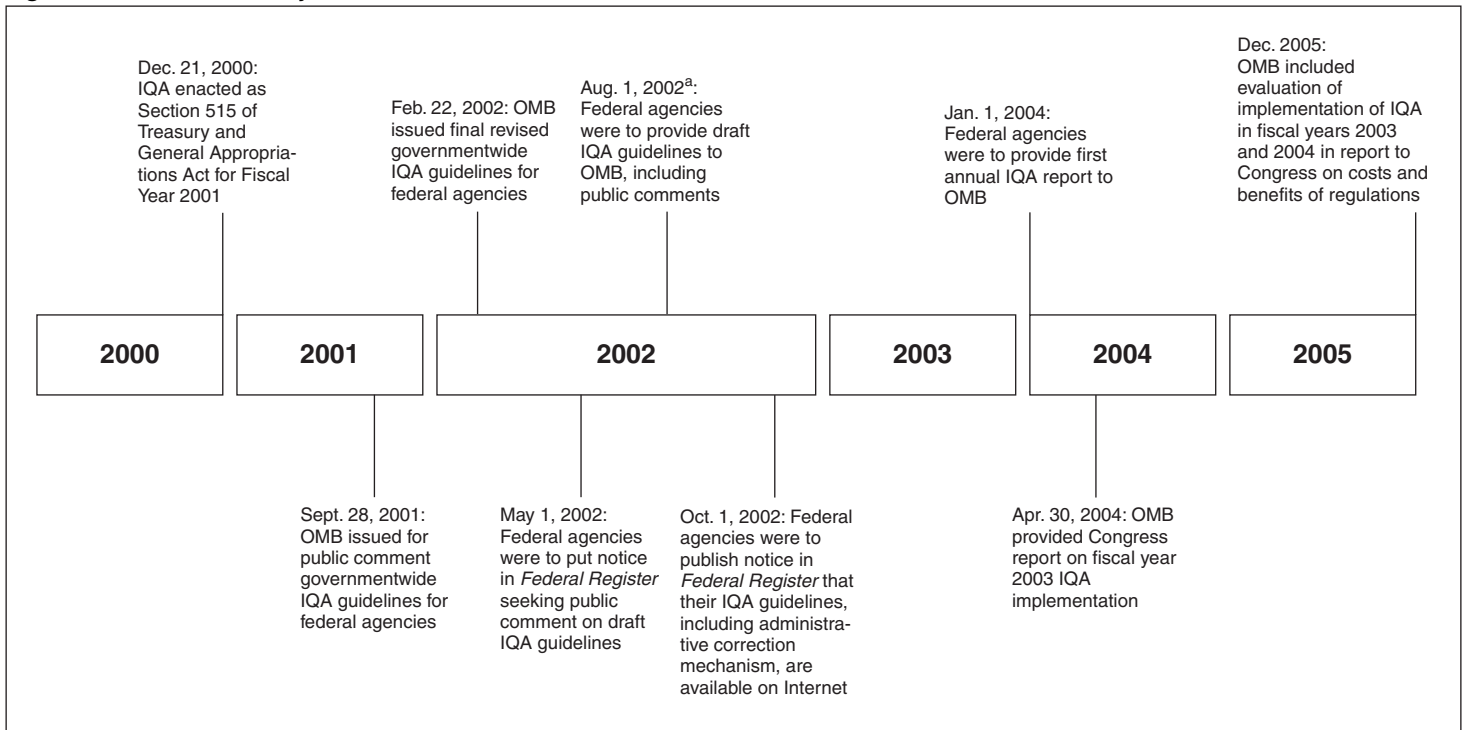 Dec. 21, 2000:
IQA enacted as
Section 515 of
Treasury and
General Appropria-
tions Act for Fiscal
Year 2001
Feb. 22, 2002: OMB
issued final revised
governmentwide
IQA guidelines for
federal agencies
Aug. 1, 2002a:
Federal agencies
were to provide draft
IQA guidelines to
OMB, including
public comments
Jan. 1, 2004:
Federal agencies
were to provide first
annual IQA report to
OMB
Dec. 2005:
OMB included
evaluation of
implementation of IQA
in fiscal years 2003
and 2004 in report to
Congress on costs and
benefits of regulations
2000
2001
2002
2003
2004
2005
Sept. 28, 2001:
OMB issued for
public comment
governmentwide
IQA guidelines for
federal agencies
May 1, 2002:
Federal agencies
were to put notice
in Federal Register
seeking public
comment on draft
IQA guidelines
Oct. 1, 2002: Federal
agencies were to
publish notice in
Federal Register that
their IQA guidelines,
including administra-
tive correction
mechanism, are
available on Internet
Apr. 30, 2004: OMB
provided Congress
report on fiscal year
2003 IQA
implementation